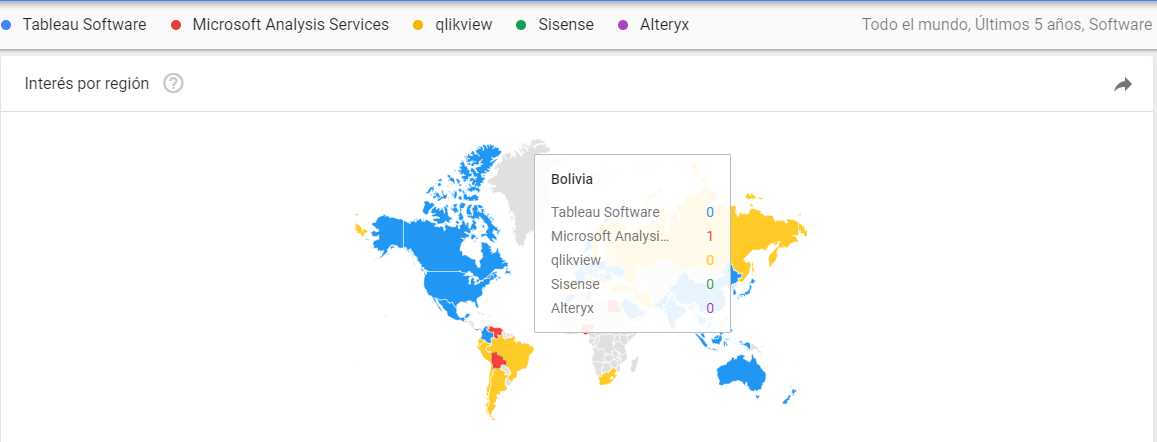 Tableau Software Microsoft Analysis Services qlikview Sisense Alteryx Todo el mundo, Últimos 5 años, Software
Interés por región ?
Bolivia
Tableau Software 0
Microsoft Analysi... 1
qlikview 0
Sisense 0
Alteryx 0